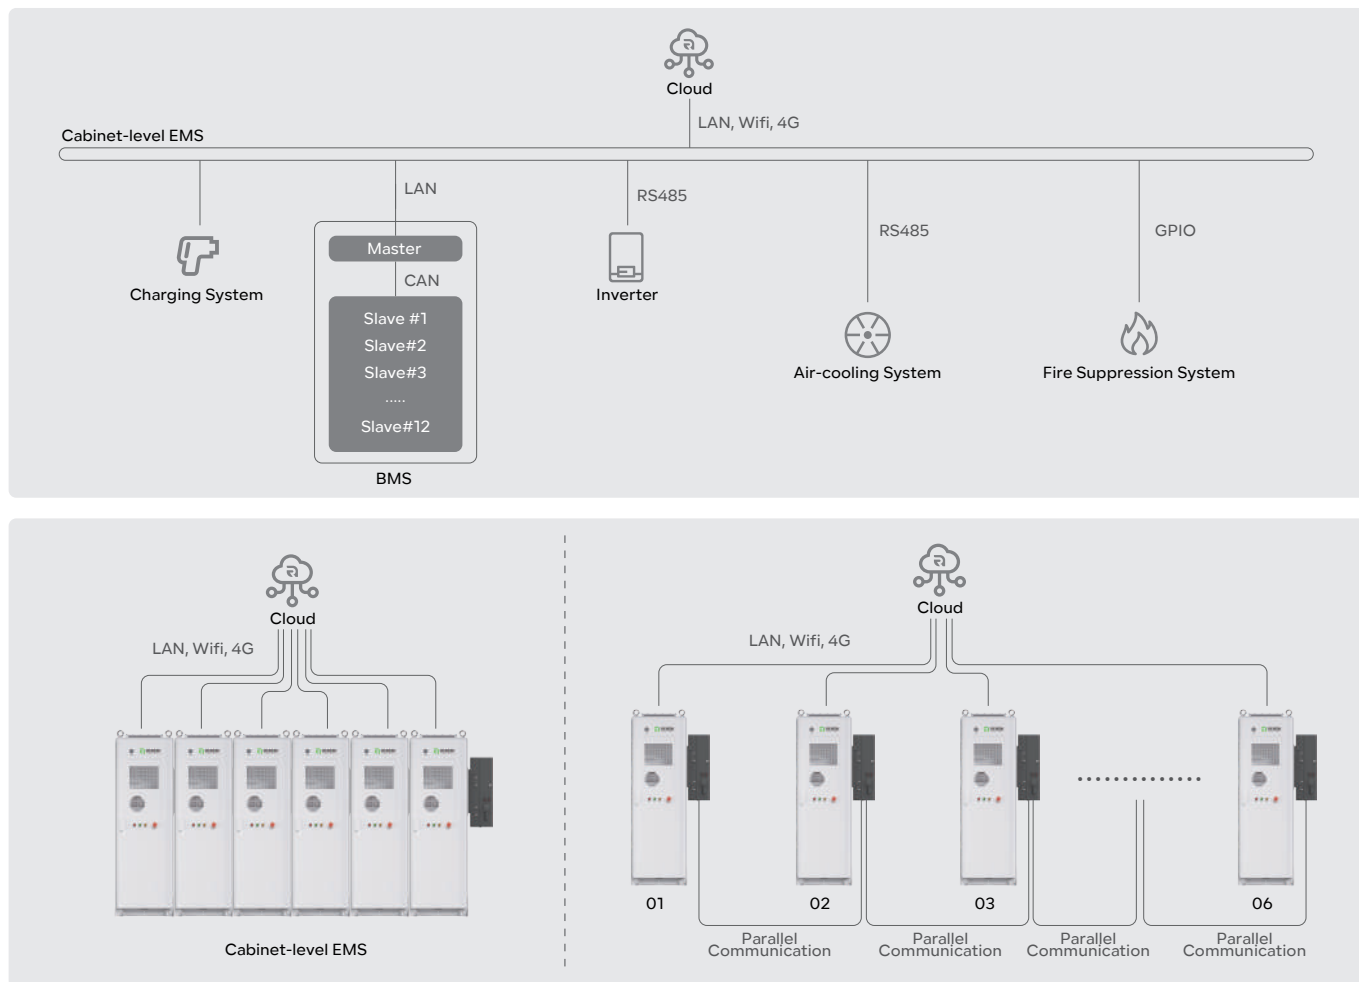 Cloud
LAN, Wifi, 4G
Cabinet-level EMS
LAN
RS485
RS485
GPIO
Master
CAN
Charging System
Inverter
Slave #1
Slave#2
Slave#3
.....
Slave#12
Air-cooling System
Fire Suppression System
BMS
Cloud
LAN, Wifi, 4G
Cabinet-level EMS
Cloud
LAN, Wifi, 4G
01
02
03
06
Parallel
Communication
Parallel
Communication
Parallel
Communication
Parallel
Communication